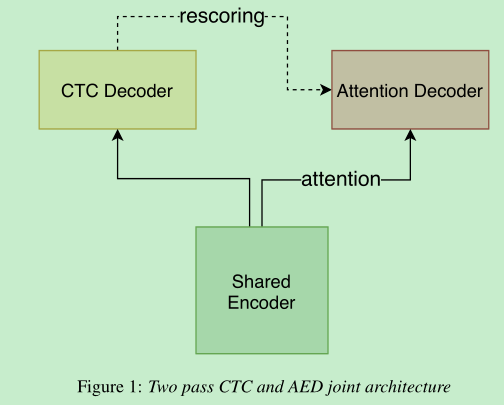 rescoring
CTC Decoder
Attention Decoder
attention
Shared
Encoder
Figure 1: Two pass CTC and AED joint architecture